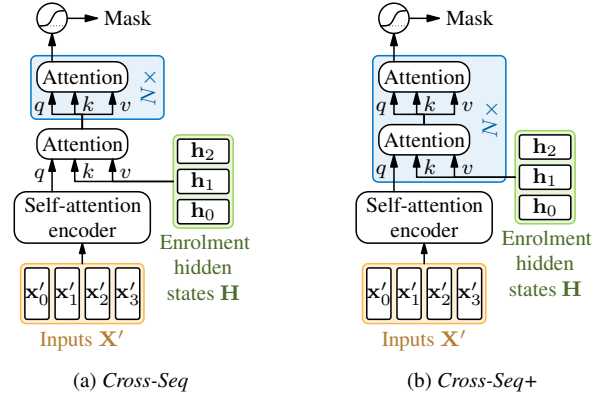 Mask
Attention
N×
q k v
Attention
q k v
h₂
h₁
h₀
Self-attention
encoder
Enrolment
hidden
states H
x′₀ x′₁ x′₂ x′₃
Inputs X′
(a) Cross-Seq
Mask
Attention
q k v
N×
Attention
q k v
h₂
h₁
h₀
Self-attention
encoder
Enrolment
hidden
states H
x′₀ x′₁ x′₂ x′₃
Inputs X′
(b) Cross-Seq+